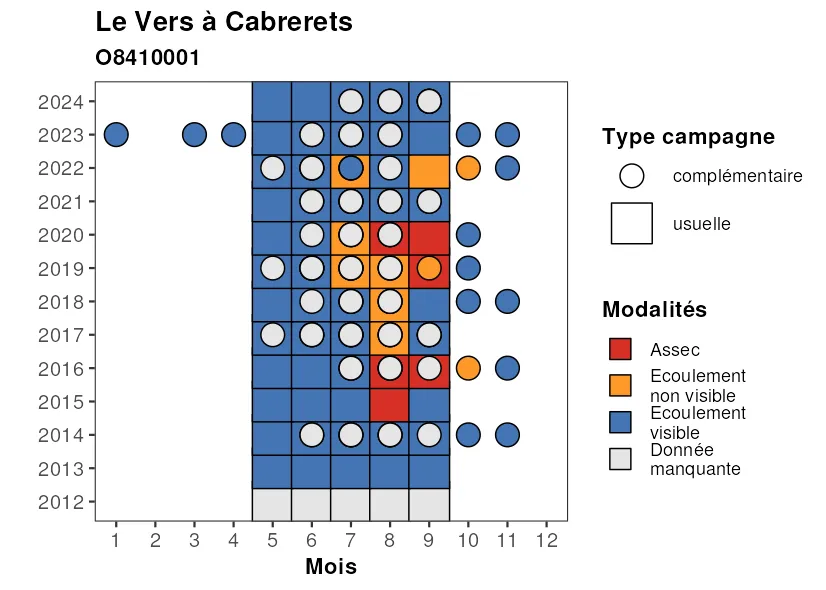 Le Vers à Cabrerets
O8410001
2024
2023
2022
2021
2020
2019
2018
2017
2016
2015
2014
2013
2012
1 2 3 4 5 6 7 8 9 10 11 12
Mois
Type campagne
complémentaire
usuelle
Modalités
Assec
Ecoulement
non visible
Ecoulement
visible
Donnée
manquante